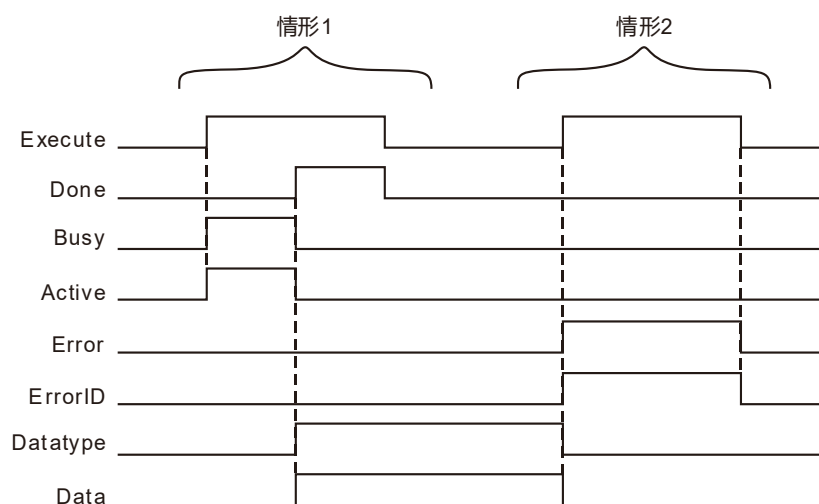 情形1
情形2
Execute
Done
Busy
Active
Error
ErrorID
Datatype
Data